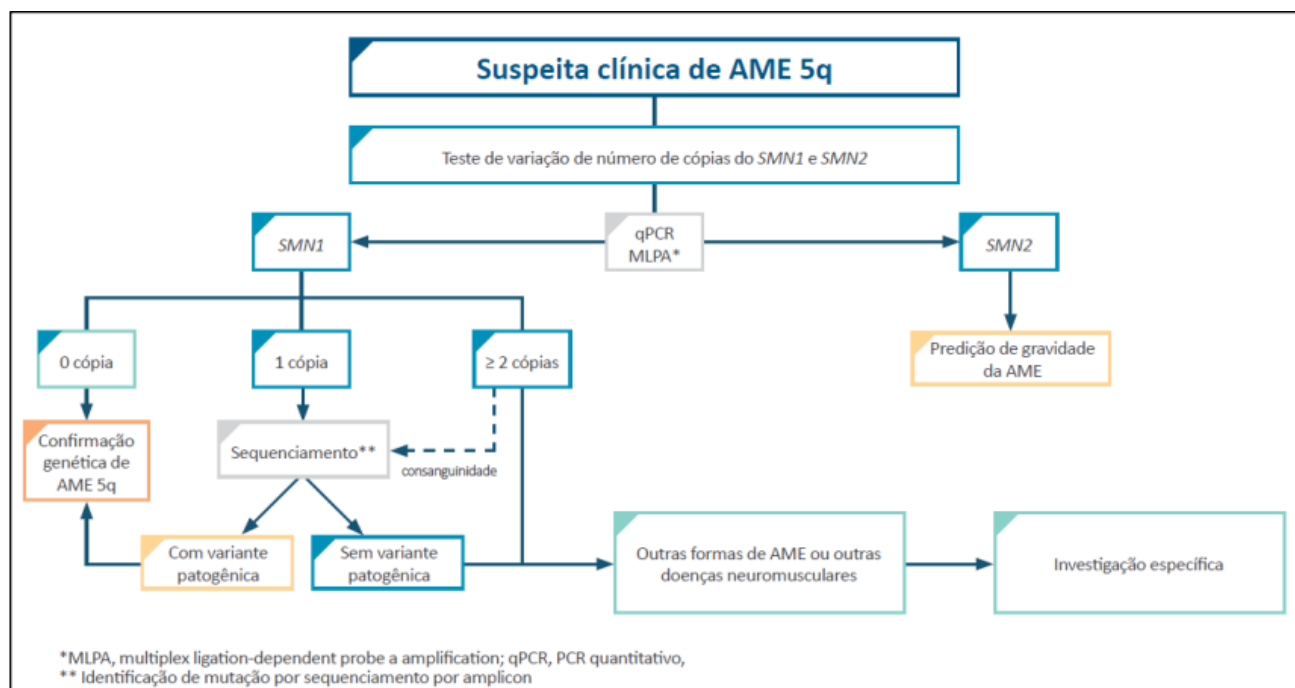 Suspeita clínica de AME 5q
Teste de variação de número de cópias do SMN1 e SMN2
SMN1
qPCR
MLPA*
SMN2
0 cópia
1 cópia
≥ 2 cópias
Predição de gravidade
da AME
Confirmação
genética de
AME 5q
Sequenciamento**
consanguinidade
Com variante
patogênica
Sem variante
patogênica
Outras formas de AME ou outras
doenças neuromusculares
Investigação específica
*MLPA, multiplex ligation-dependent probe a amplification; qPCR, PCR quantitativo,
** Identificação de mutação por sequenciamento por amplicon